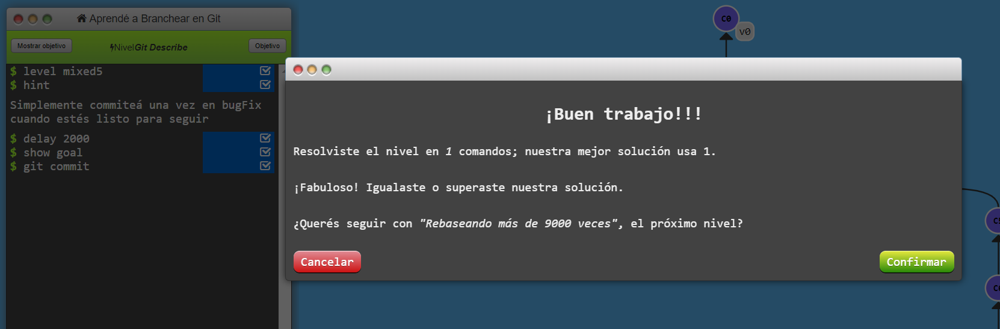 Aprendé a Branchear en Git
Mostrar objetivo
NivelGit Describe
Objetivo
$ level mixed5
$ hint
Simplemente commiteá una vez en bugFix
cuando estés listo para seguir
$ delay 2000
$ show goal
$ git commit
C0
v0
¡Buen trabajo!!!
Resolviste el nivel en 1 comandos; nuestra mejor solución usa 1.
¡Fabuloso! Igualaste o superaste nuestra solución.
¿Querés seguir con "Rebaseando más de 9000 veces", el próximo nivel?
Cancelar
Confirmar